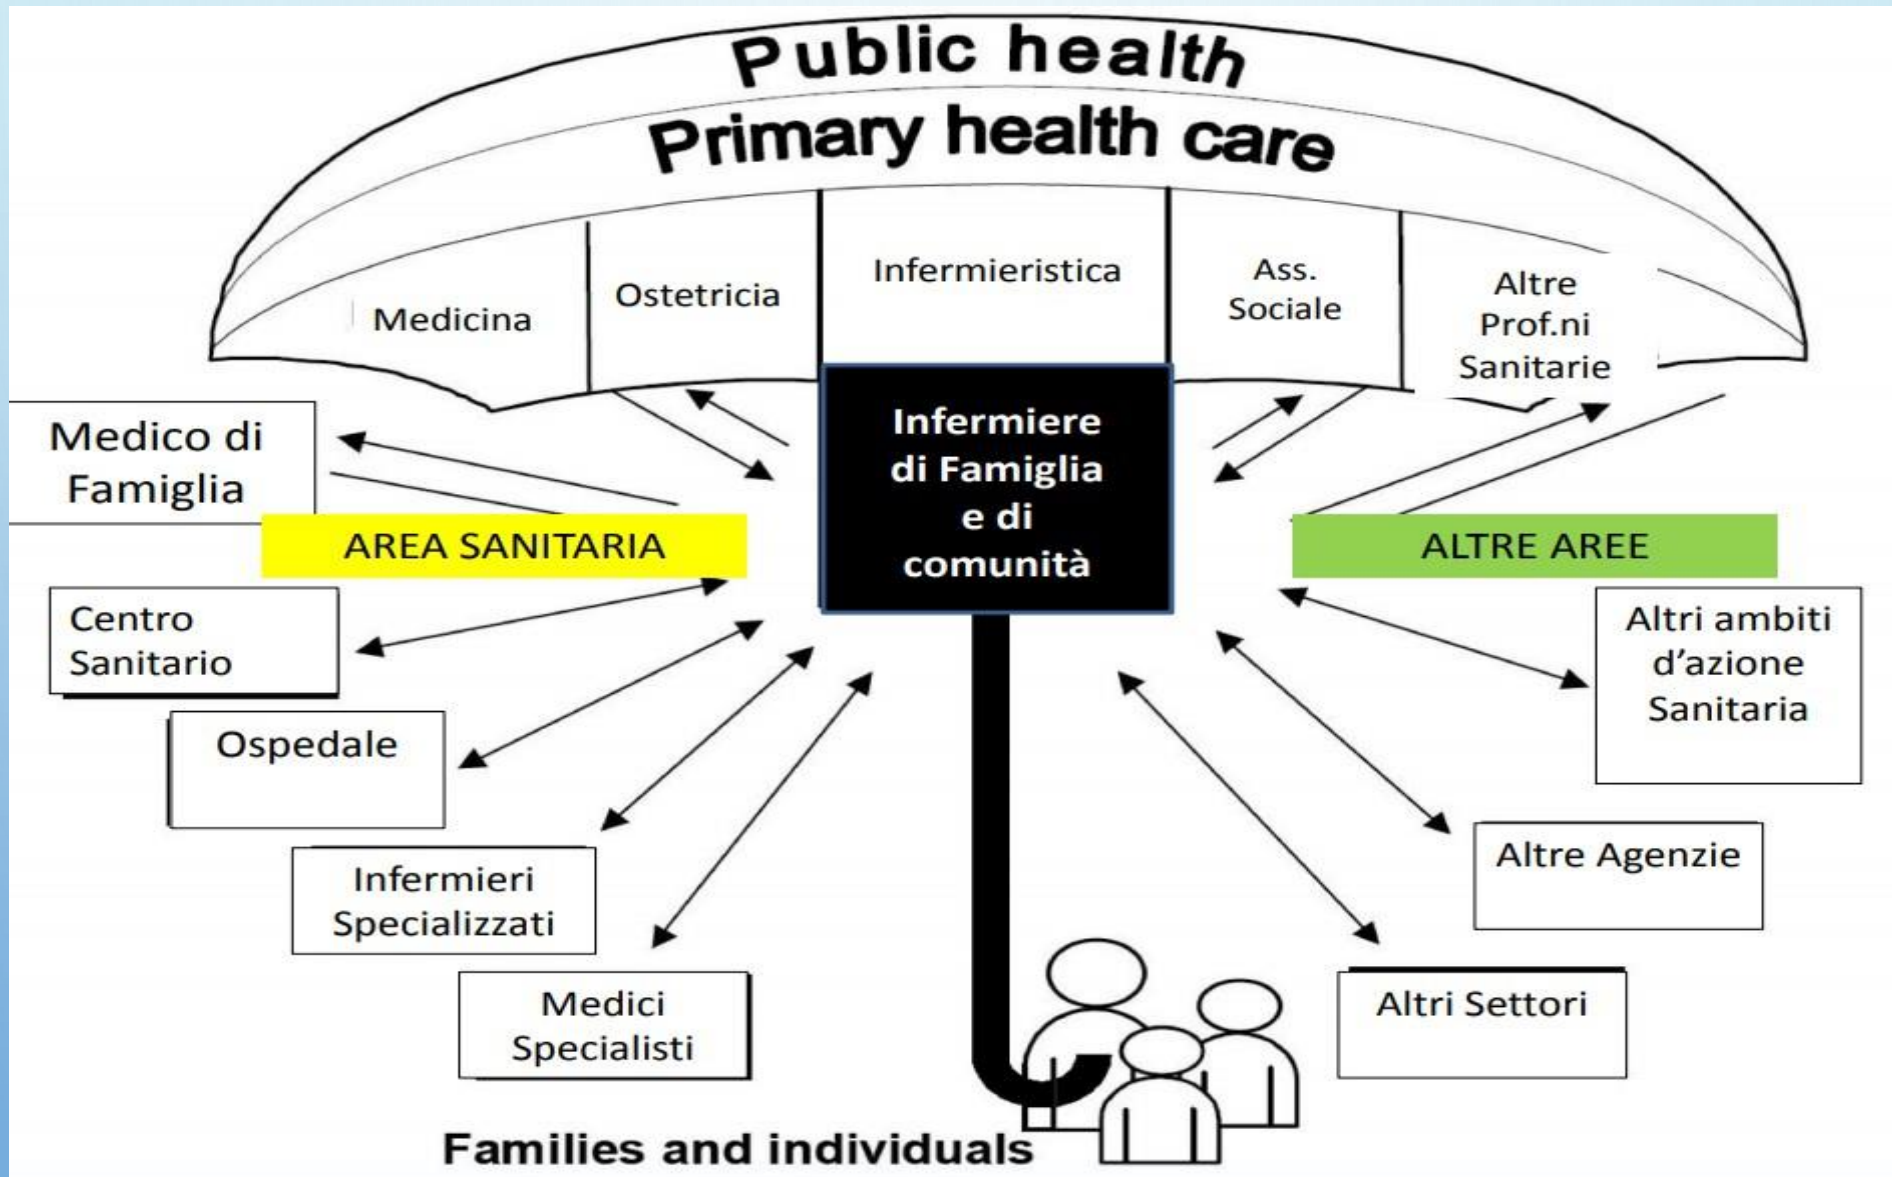 Public health
Primary health care
Medicina
Ostetricia
Infermieristica
Ass.
Sociale
Altre
Prof.ni
Sanitarie
Infermiere
di Famiglia
e di
comunità
Medico di
Famiglia
AREA SANITARIA
ALTRE AREE
Centro
Sanitario
Ospedale
Infermieri
Specializzati
Medici
Specialisti
Altri ambiti
d'azione
Sanitaria
Altre Agenzie
Altri Settori
Families and individuals